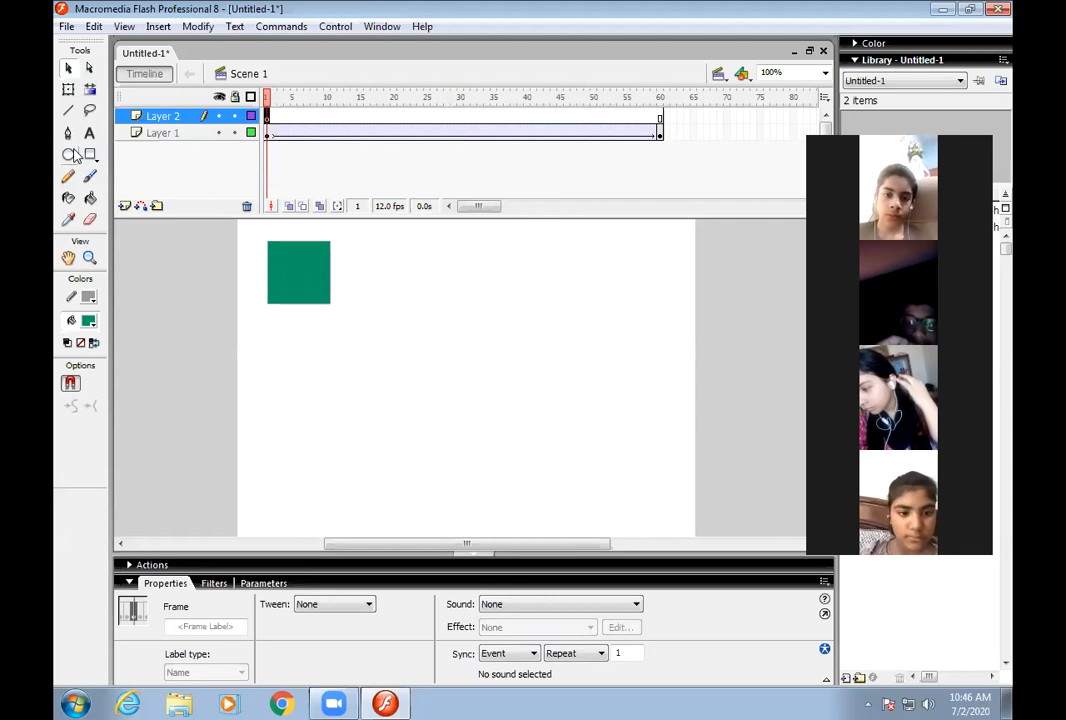 Macromedia Flash Professional 8 - [Untitled-1*]
File Edit View Insert Modify Text Commands Control Window Help
Tools
Untitled-1*
Color
Timeline
Scene 1
100%
Library - Untitled-1
Untitled-1
2 items
1 5 10 15 20 25 30 35 40 45 50 55 60 65 70 75 80
Layer 2
Layer 1
A
1 12.0 fps 0.0s
View
Colors
Options
Actions
Properties Filters Parameters
Frame
<Frame Label>
Label type:
Name
Tween: None
Sound: None
Effect: None Edit...
Sync: Event Repeat 1
No sound selected
10:46 AM
7/2/2020